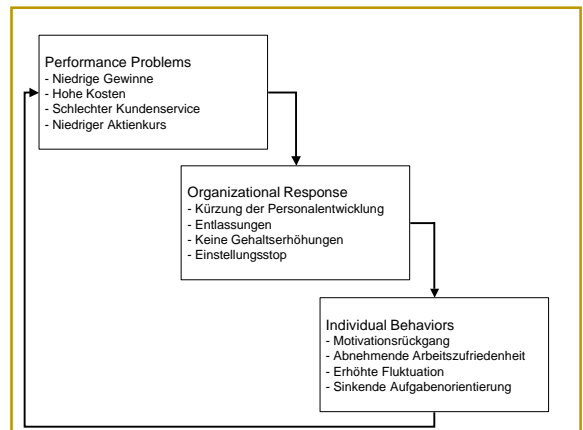 Performance Problems
- Niedrige Gewinne
- Hohe Kosten
- Schlechter Kundenservice
- Niedriger Aktienkurs
Organizational Response
- Kürzung der Personalentwicklung
- Entlassungen
- Keine Gehaltserhöhungen
- Einstellungsstop
Individual Behaviors
- Motivationsrückgang
- Abnehmende Arbeitszufriedenheit
- Erhöhte Fluktuation
- Sinkende Aufgabenorientierung